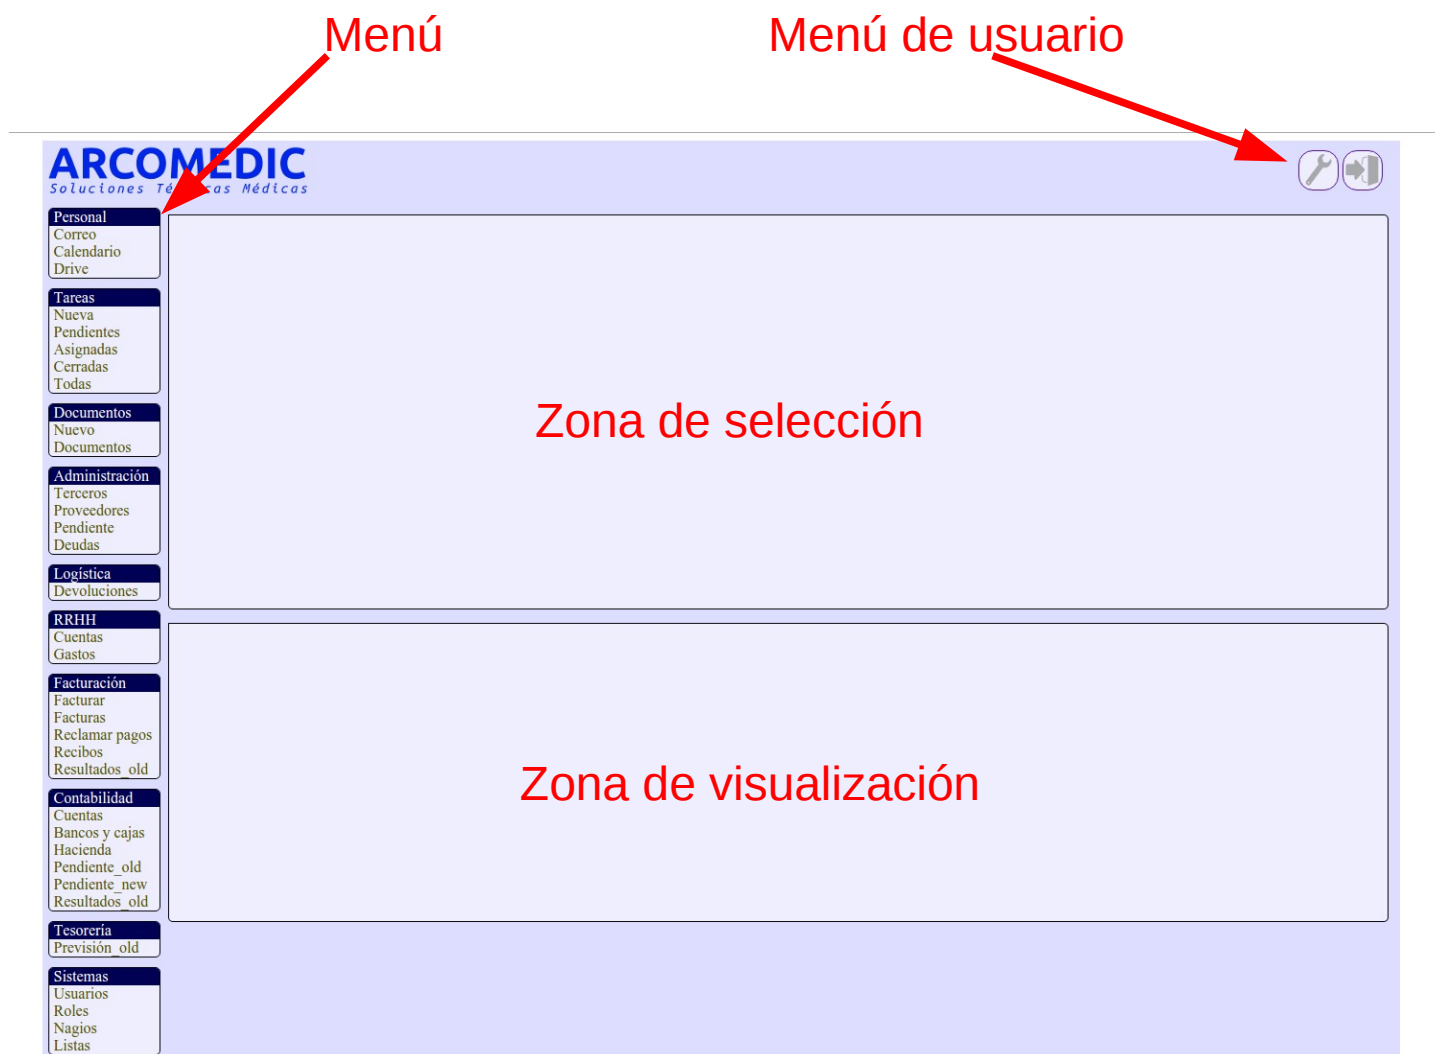 Menú
Menú de usuario
ARCOMEDIC
Soluciones Médicas
Personal
Correo
Calendario
Drive
Tareas
Nueva
Pendientes
Asignadas
Cerradas
Todas
Documentos
Nuevo
Documentos
Administración
Terceros
Proveedores
Pendiente
Deudas
Logística
Devoluciones
RRHH
Cuentas
Gastos
Facturación
Facturar
Facturas
Reclamar pagos
Recibos
Resultados_old
Contabilidad
Cuentas
Bancos y cajas
Hacienda
Pendiente_old
Pendiente_new
Resultados_old
Tesorería
Previsión_old
Sistemas
Usuarios
Roles
Nagios
Listas
Zona de selección
Zona de visualización